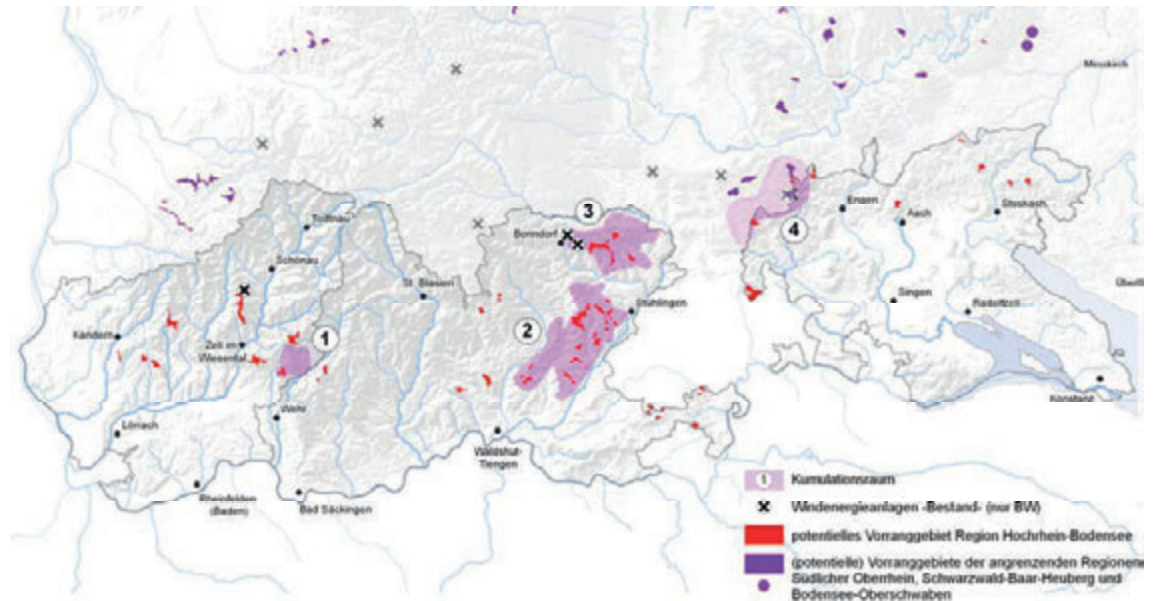 Messkirch
Todtnau
3
Bonndorf
4
Engen
Aach
Stockach
Schönau
St. Blasien
Stühlingen
Singen
Radolfzell
Kandern
Zell im
Wiesental
1
2
Wehr
Konstanz
Lörrach
Waldshut-
Tiengen
Rheinfelden
(Baden)
Bad Säckingen
1 Kumulationsraum
Windenergieanlagen -Bestand- (nur BW)
potentielles Vorranggebiet Region Hochrhein-Bodensee
(potentielle) Vorranggebiete der angrenzenden Regionene
Südlicher Oberrhein, Schwarzwald-Baar-Heuberg und
Bodensee-Oberschwaben